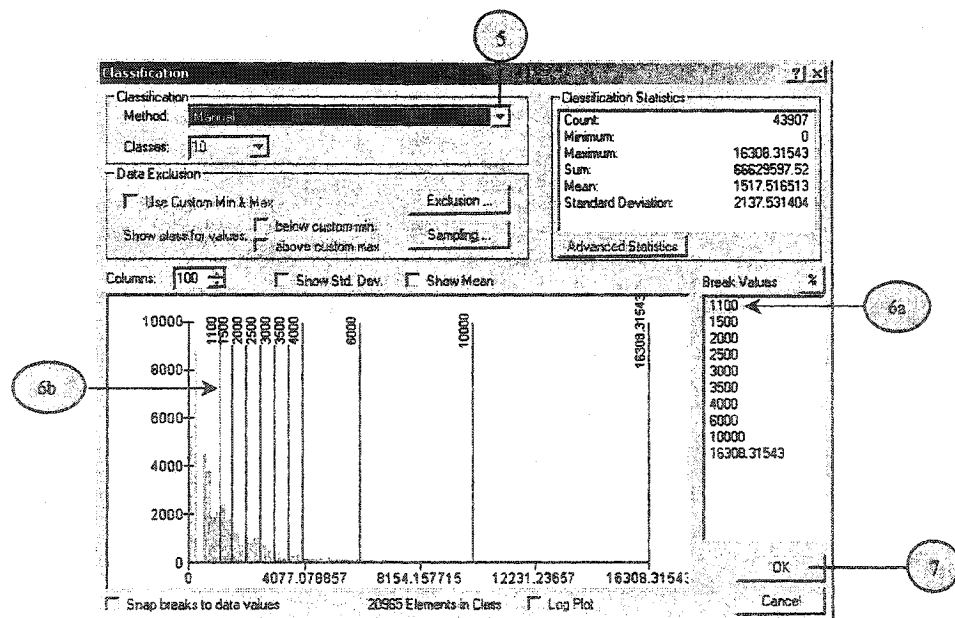 5
Classification
? ×
Classification
Method: Manual
Classes: 10
Data Exclusion
Use Custom Min & Max
Exclusion ...
Show class for values:
below custom min
above custom max
Sampling ...
Classification Statistics
Count: 43907
Minimum: 0
Maximum: 16308.31543
Sum: 66629597.52
Mean: 1517.516513
Standard Deviation: 2137.531404
Advanced Statistics
Columns: 100
Show Std. Dev.
Show Mean
Break Values %
1100
1500
2000
2500
3000
3500
4000
6000
10000
16308.31543
6a
10000
8000
6000
4000
2000
0
1100
1500
2000
2500
3000
3500
4000
6000
10000
16308.31543
6b
0 4077.078857 8154.157715 12231.23657 16308.31543
OK
7
Snap breaks to data values
20965 Elements in Class
Log Plot
Cancel